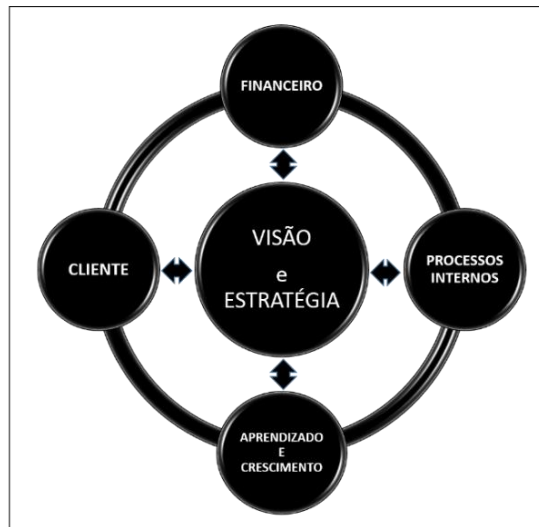 FINANCEIRO
VISÃO
e
ESTRATÉGIA
CLIENTE
PROCESSOS
INTERNOS
APRENDIZADO
E
CRESCIMENTO